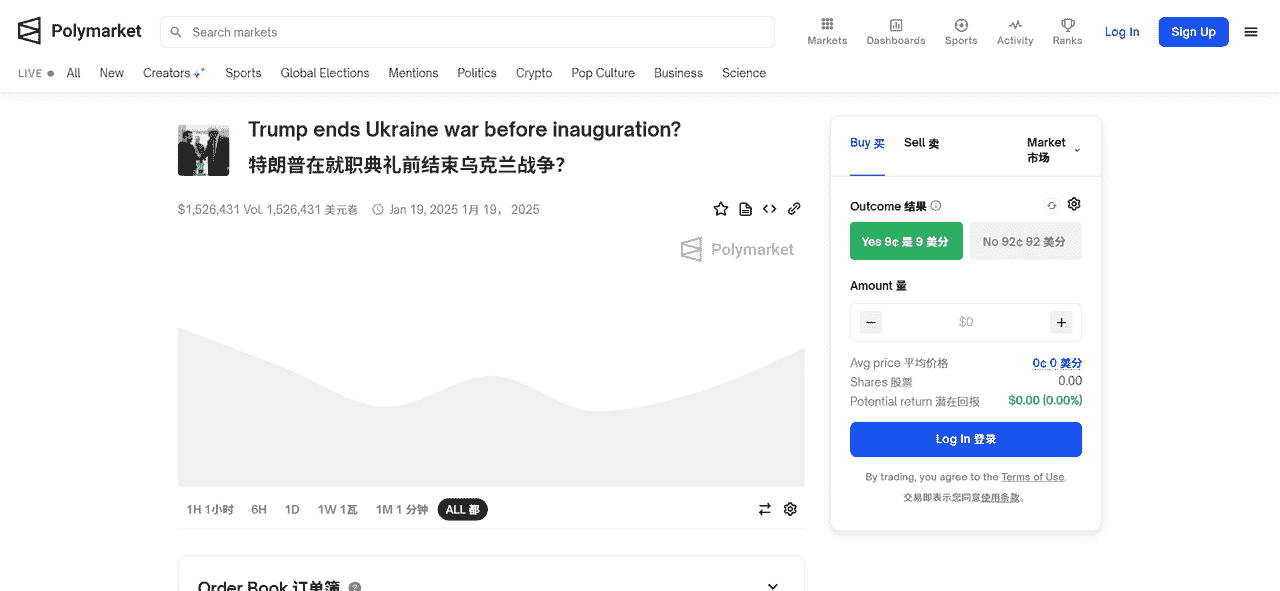 Polymarket
Search markets
Markets
Dashboards
Sports
Activity
Ranks
Log In
Sign Up
LIVE
All
New
Creators
Sports
Global Elections
Mentions
Politics
Crypto
Pop Culture
Business
Science
Trump ends Ukraine war before inauguration?
特朗普在就职典礼前结束乌克兰战争?
$1,526,431 Vol. 1,526,431 美元卷
Jan 19, 2025 1月 19， 2025
Polymarket
1H 1小时
6H
1D
1W 1瓦
1M 1 分钟
ALL 都
Order Book 订单簿
Buy 买
Sell 卖
Market
市场
Outcome 结果
Yes 9¢ 是 9 美分
No 92¢ 92 美分
Amount 量
−
$0
+
Avg price 平均价格
0¢ 0 美分
Shares 股票
0.00
Potential return 潜在回报
$0.00 (0.00%)
Log In 登录
By trading, you agree to the Terms of Use.
交易即表示您同意使用条款。